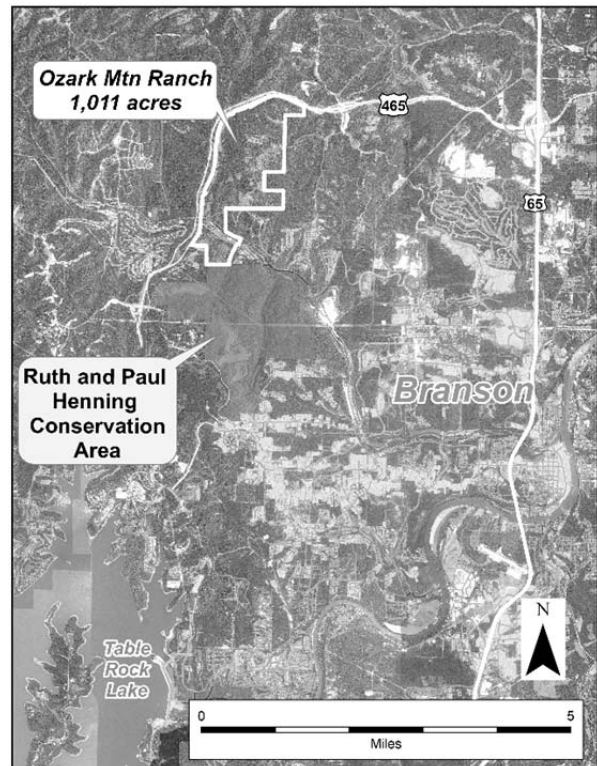 Ozark Mtn Ranch
1,011 acres
465
65
Ruth and Paul
Henning
Conservation
Area
Branson
Table
Rock
Lake
N
0 5
Miles